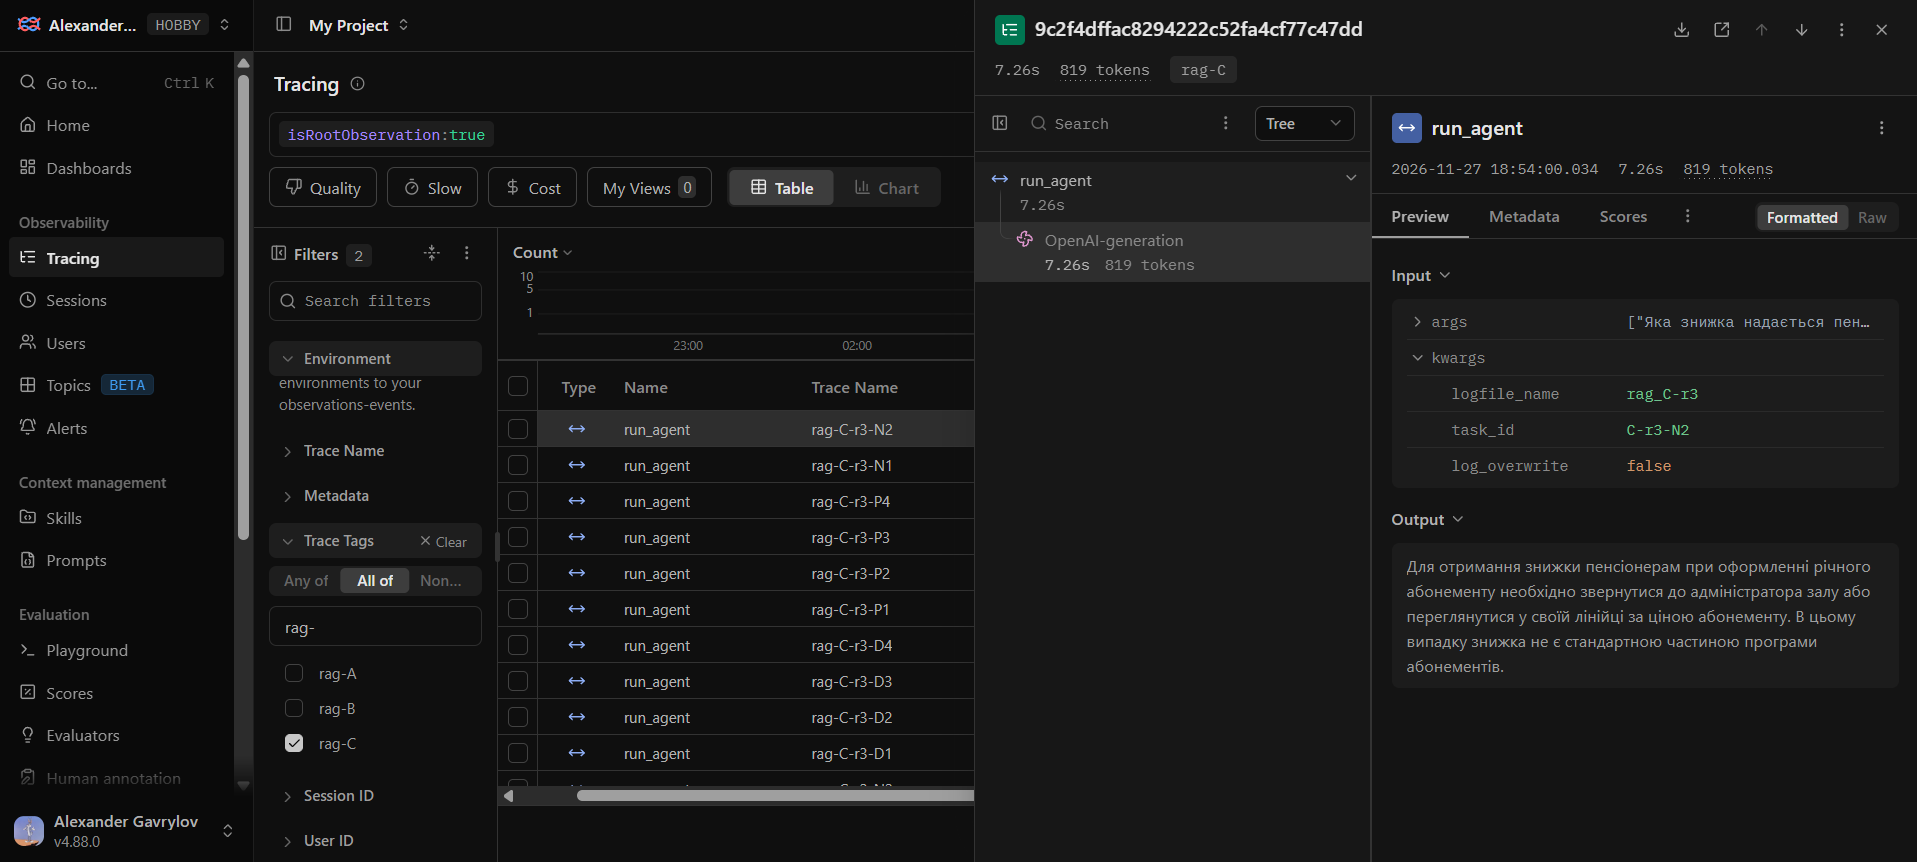 Alexander... HOBBY
Go to... Ctrl K
Home
Dashboards
Observability
Tracing
Sessions
Users
Topics BETA
Alerts
Context management
Skills
Prompts
Evaluation
Playground
Scores
Evaluators
Human annotation
Alexander Gavrylov
v4.88.0
My Project
Tracing
isRootObservation:true
Quality Slow Cost My Views 0 Table Chart
Filters 2
Search filters
Environment
environments to your
observations-events.
Trace Name
Metadata
Trace Tags Clear
Any of All of Non...
rag-
rag-A
rag-B
rag-C
Session ID
User ID
Count
10
5
1
23:00 02:00
Type Name Trace Name
run_agent rag-C-r3-N2
run_agent rag-C-r3-N1
run_agent rag-C-r3-P4
run_agent rag-C-r3-P3
run_agent rag-C-r3-P2
run_agent rag-C-r3-P1
run_agent rag-C-r3-D4
run_agent rag-C-r3-D3
run_agent rag-C-r3-D2
run_agent rag-C-r3-D1
9c2f4dffac8294222c52fa4cf77c47dd
7.26s 819 tokens rag-C
Search Tree
run_agent
7.26s
OpenAI-generation
7.26s 819 tokens
run_agent
2026-11-27 18:54:00.034 7.26s 819 tokens
Preview Metadata Scores Formatted Raw
Input
args ["Яка знижка надається пен…
kwargs
logfile_name rag_C-r3
task_id C-r3-N2
log_overwrite false
Output
Для отримання знижки пенсіонерам при оформленні річного
абонементу необхідно звернутися до адміністратора залу або
переглянутися у своїй лінійці за ціною абонементу. В цьому
випадку знижка не є стандартною частиною програми
абонементів.